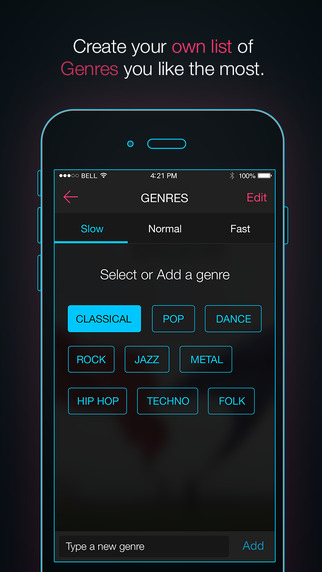 Create your own list of
Genres you like the most.
BELL 4:21 PM 100%
GENRES Edit
Slow Normal Fast
Select or Add a genre
CLASSICAL POP DANCE
ROCK JAZZ METAL
HIP HOP TECHNO FOLK
Type a new genre Add